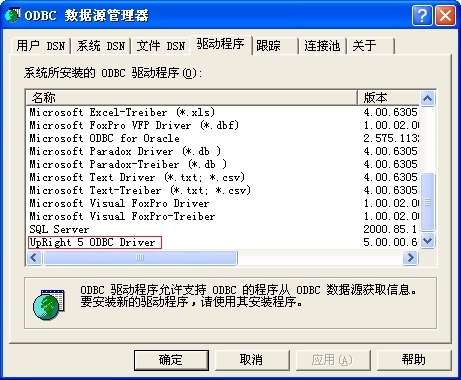 ODBC 数据源管理器
用户 DSN 系统 DSN 文件 DSN 驱动程序 跟踪 连接池 关于
系统所安装的 ODBC 驱动程序(O):
名称 版本
Microsoft Excel-Treiber (*.xls) 4.00.6305
Microsoft FoxPro VFP Driver (*.dbf) 1.00.02.00
Microsoft ODBC for Oracle 2.575.1132
Microsoft Paradox Driver (*.db ) 4.00.6305
Microsoft Paradox-Treiber (*.db ) 4.00.6305
Microsoft Text Driver (*.txt; *.csv) 4.00.6305
Microsoft Text-Treiber (*.txt; *.csv) 4.00.6305
Microsoft Visual FoxPro Driver 1.00.02.00
Microsoft Visual FoxPro-Treiber 1.00.02.00
SQL Server 2000.85.1
UpRight 5 ODBC Driver 5.00.00.6
ODBC 驱动程序允许支持 ODBC 的程序从 ODBC 数据源获取信息。
要安装新的驱动程序，请使用其安装程序。
确定 取消 应用(A) 帮助